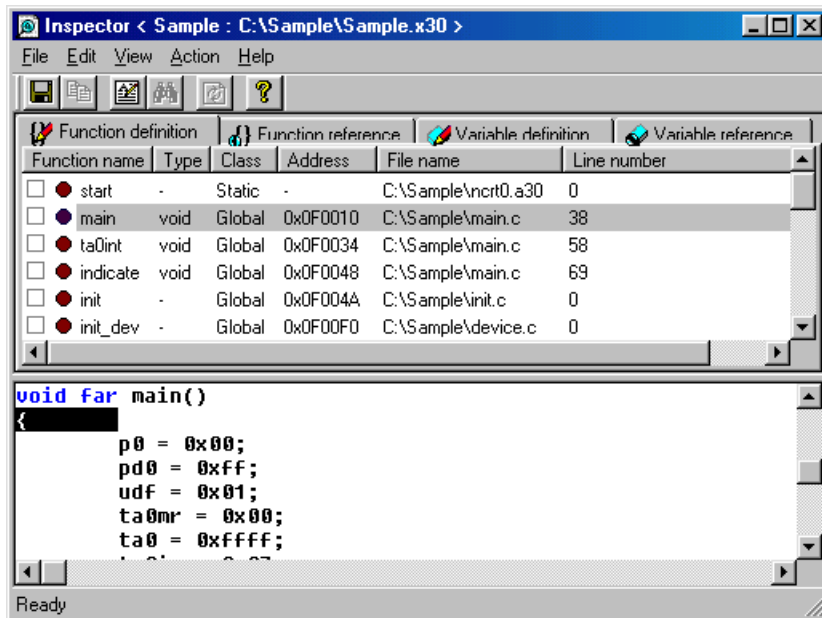 Inspector < Sample : C:\Sample\Sample.x30 >
File Edit View Action Help
Function definition Function reference Variable definition Variable reference
Function name Type Class Address File name Line number
start - Static - C:\Sample\ncrt0.a30 0
main void Global 0x0F0010 C:\Sample\main.c 38
ta0int void Global 0x0F0034 C:\Sample\main.c 58
indicate void Global 0x0F0048 C:\Sample\main.c 69
init - Global 0x0F004A C:\Sample\init.c 0
init_dev - Global 0x0F00F0 C:\Sample\device.c 0
void far main()
{
p0 = 0x00;
pd0 = 0xff;
udf = 0x01;
ta0mr = 0x00;
ta0 = 0xffff;
Ready